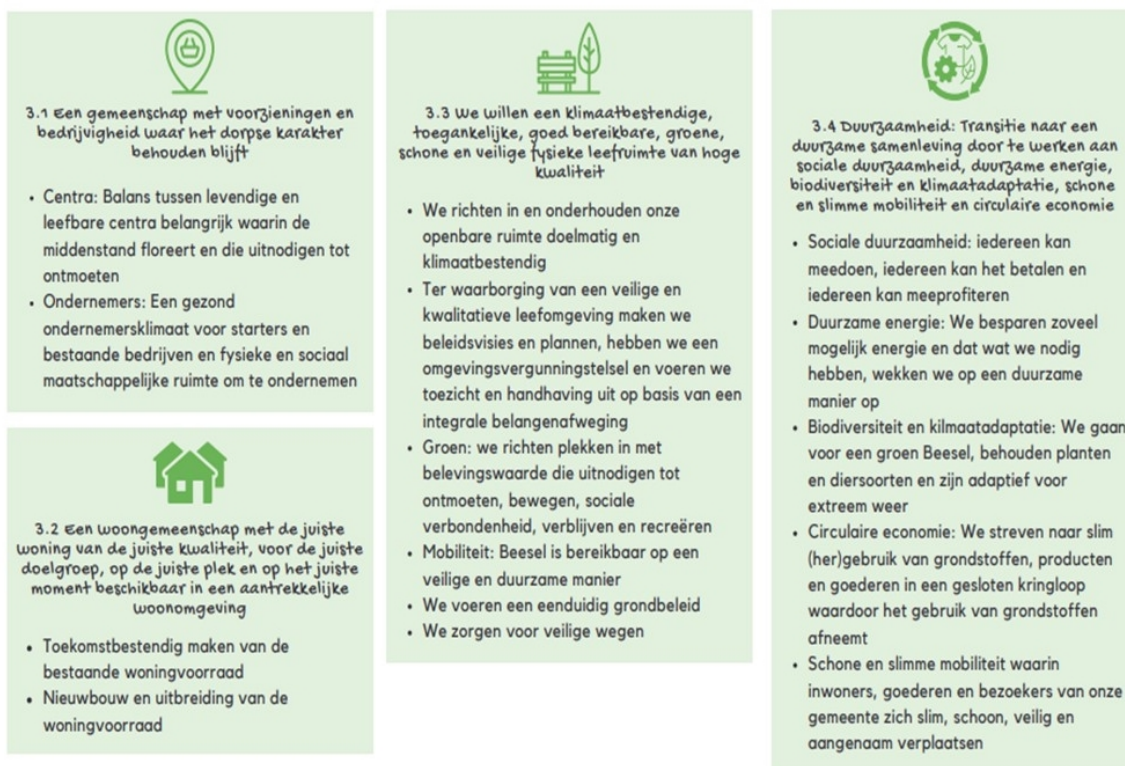 3.1 Een gemeenschap met voorzieningen en
bedrijvigheid waar het dorpse karakter
behouden blijft
• Centra: Balans tussen levendige en
leefbare centra belangrijk waarin de
middenstand floreert en die uitnodigen tot
ontmoeten
• Ondernemers: Een gezond
ondernemersklimaat voor starters en
bestaande bedrijven en fysieke en sociaal
maatschappelijke ruimte om te ondernemen
3.2 Een woongemeenschap met de juiste
woning van de juiste kwaliteit, voor de juiste
doelgroep, op de juiste plek en op het juiste
moment beschikbaar in een aantrekkelijke
woonomgeving
• Toekomstbestendig maken van de
bestaande woningvoorraad
• Nieuwbouw en uitbreiding van de
woningvoorraad
3.3 We willen een klimaatbestendige,
toegankelijke, goed bereikbare, groene,
schone en veilige fysieke leefruimte van hoge
kwaliteit
• We richten in en onderhouden onze
openbare ruimte doelmatig en
klimaatbestendig
• Ter waarborging van een veilige en
kwalitatieve leefomgeving maken we
beleidsvisies en plannen, hebben we een
omgevingsvergunningstelsel en voeren we
toezicht en handhaving uit op basis van een
integrale belangenafweging
• Groen: we richten plekken in met
belevingswaarde die uitnodigen tot
ontmoeten, bewegen, sociale
verbondenheid, verblijven en recreëren
• Mobiliteit: Beesel is bereikbaar op een
veilige en duurzame manier
• We voeren een eenduidig grondbeleid
• We zorgen voor veilige wegen
3.4 Duurzaamheid: Transitie naar een
duurzame samenleving door te werken aan
sociale duurzaamheid, duurzame energie,
biodiversiteit en klimaatadaptatie, schone
en slimme mobiliteit en circulaire economie
• Sociale duurzaamheid: iedereen kan
meedoen, iedereen kan het betalen en
iedereen kan meeprofiteren
• Duurzame energie: We besparen zoveel
mogelijk energie en dat wat we nodig
hebben, wekken we op een duurzame
manier op
• Biodiversiteit en kilmaatadaptatie: We gaan
voor een groen Beesel, behouden planten
en diersoorten en zijn adaptief voor
extreem weer
• Circulaire economie: We streven naar slim
(her)gebruik van grondstoffen, producten
en goederen in een gesloten kringloop
waardoor het gebruik van grondstoffen
afneemt
• Schone en slimme mobiliteit waarin
inwoners, goederen en bezoekers van onze
gemeente zich slim, schoon, veilig en
aangenaam verplaatsen